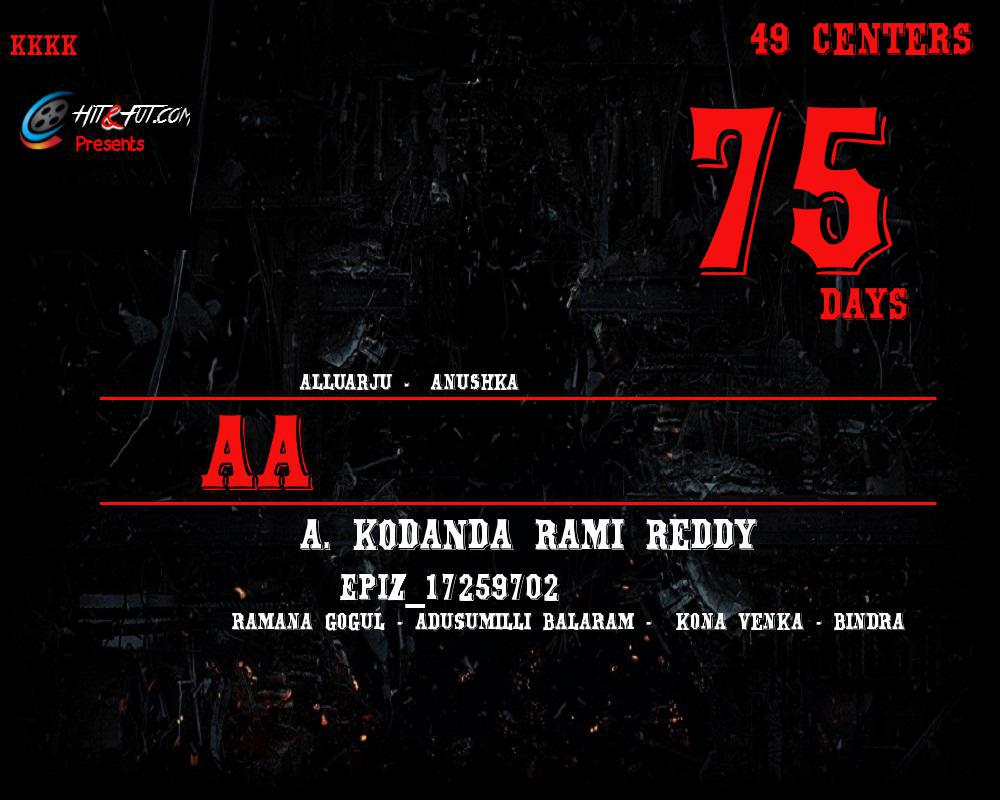 KKKK
49 CENTERS
HIT&FUT.COM
Presents
75
DAYS
ALLUARJU - ANUSHKA
AA
A. KODANDA RAMI REDDY
EPIZ_17259702
RAMANA GOGUL - ADUSUMILLI BALARAM - KONA VENKA - BINDRA